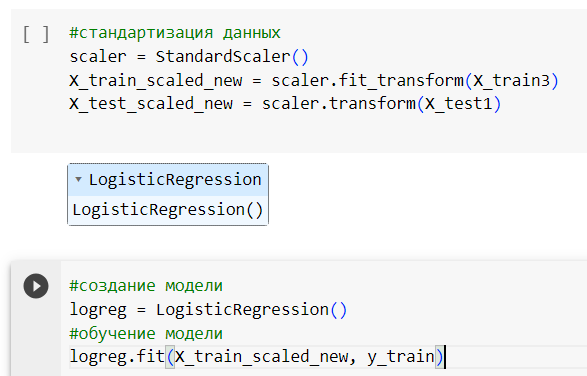 [ ] #стандартизация данных
scaler = StandardScaler()
X_train_scaled_new = scaler.fit_transform(X_train3)
X_test_scaled_new = scaler.transform(X_test1)
LogisticRegression
LogisticRegression()
#создание модели
logreg = LogisticRegression()
#обучение модели
logreg.fit(X_train_scaled_new, y_train)